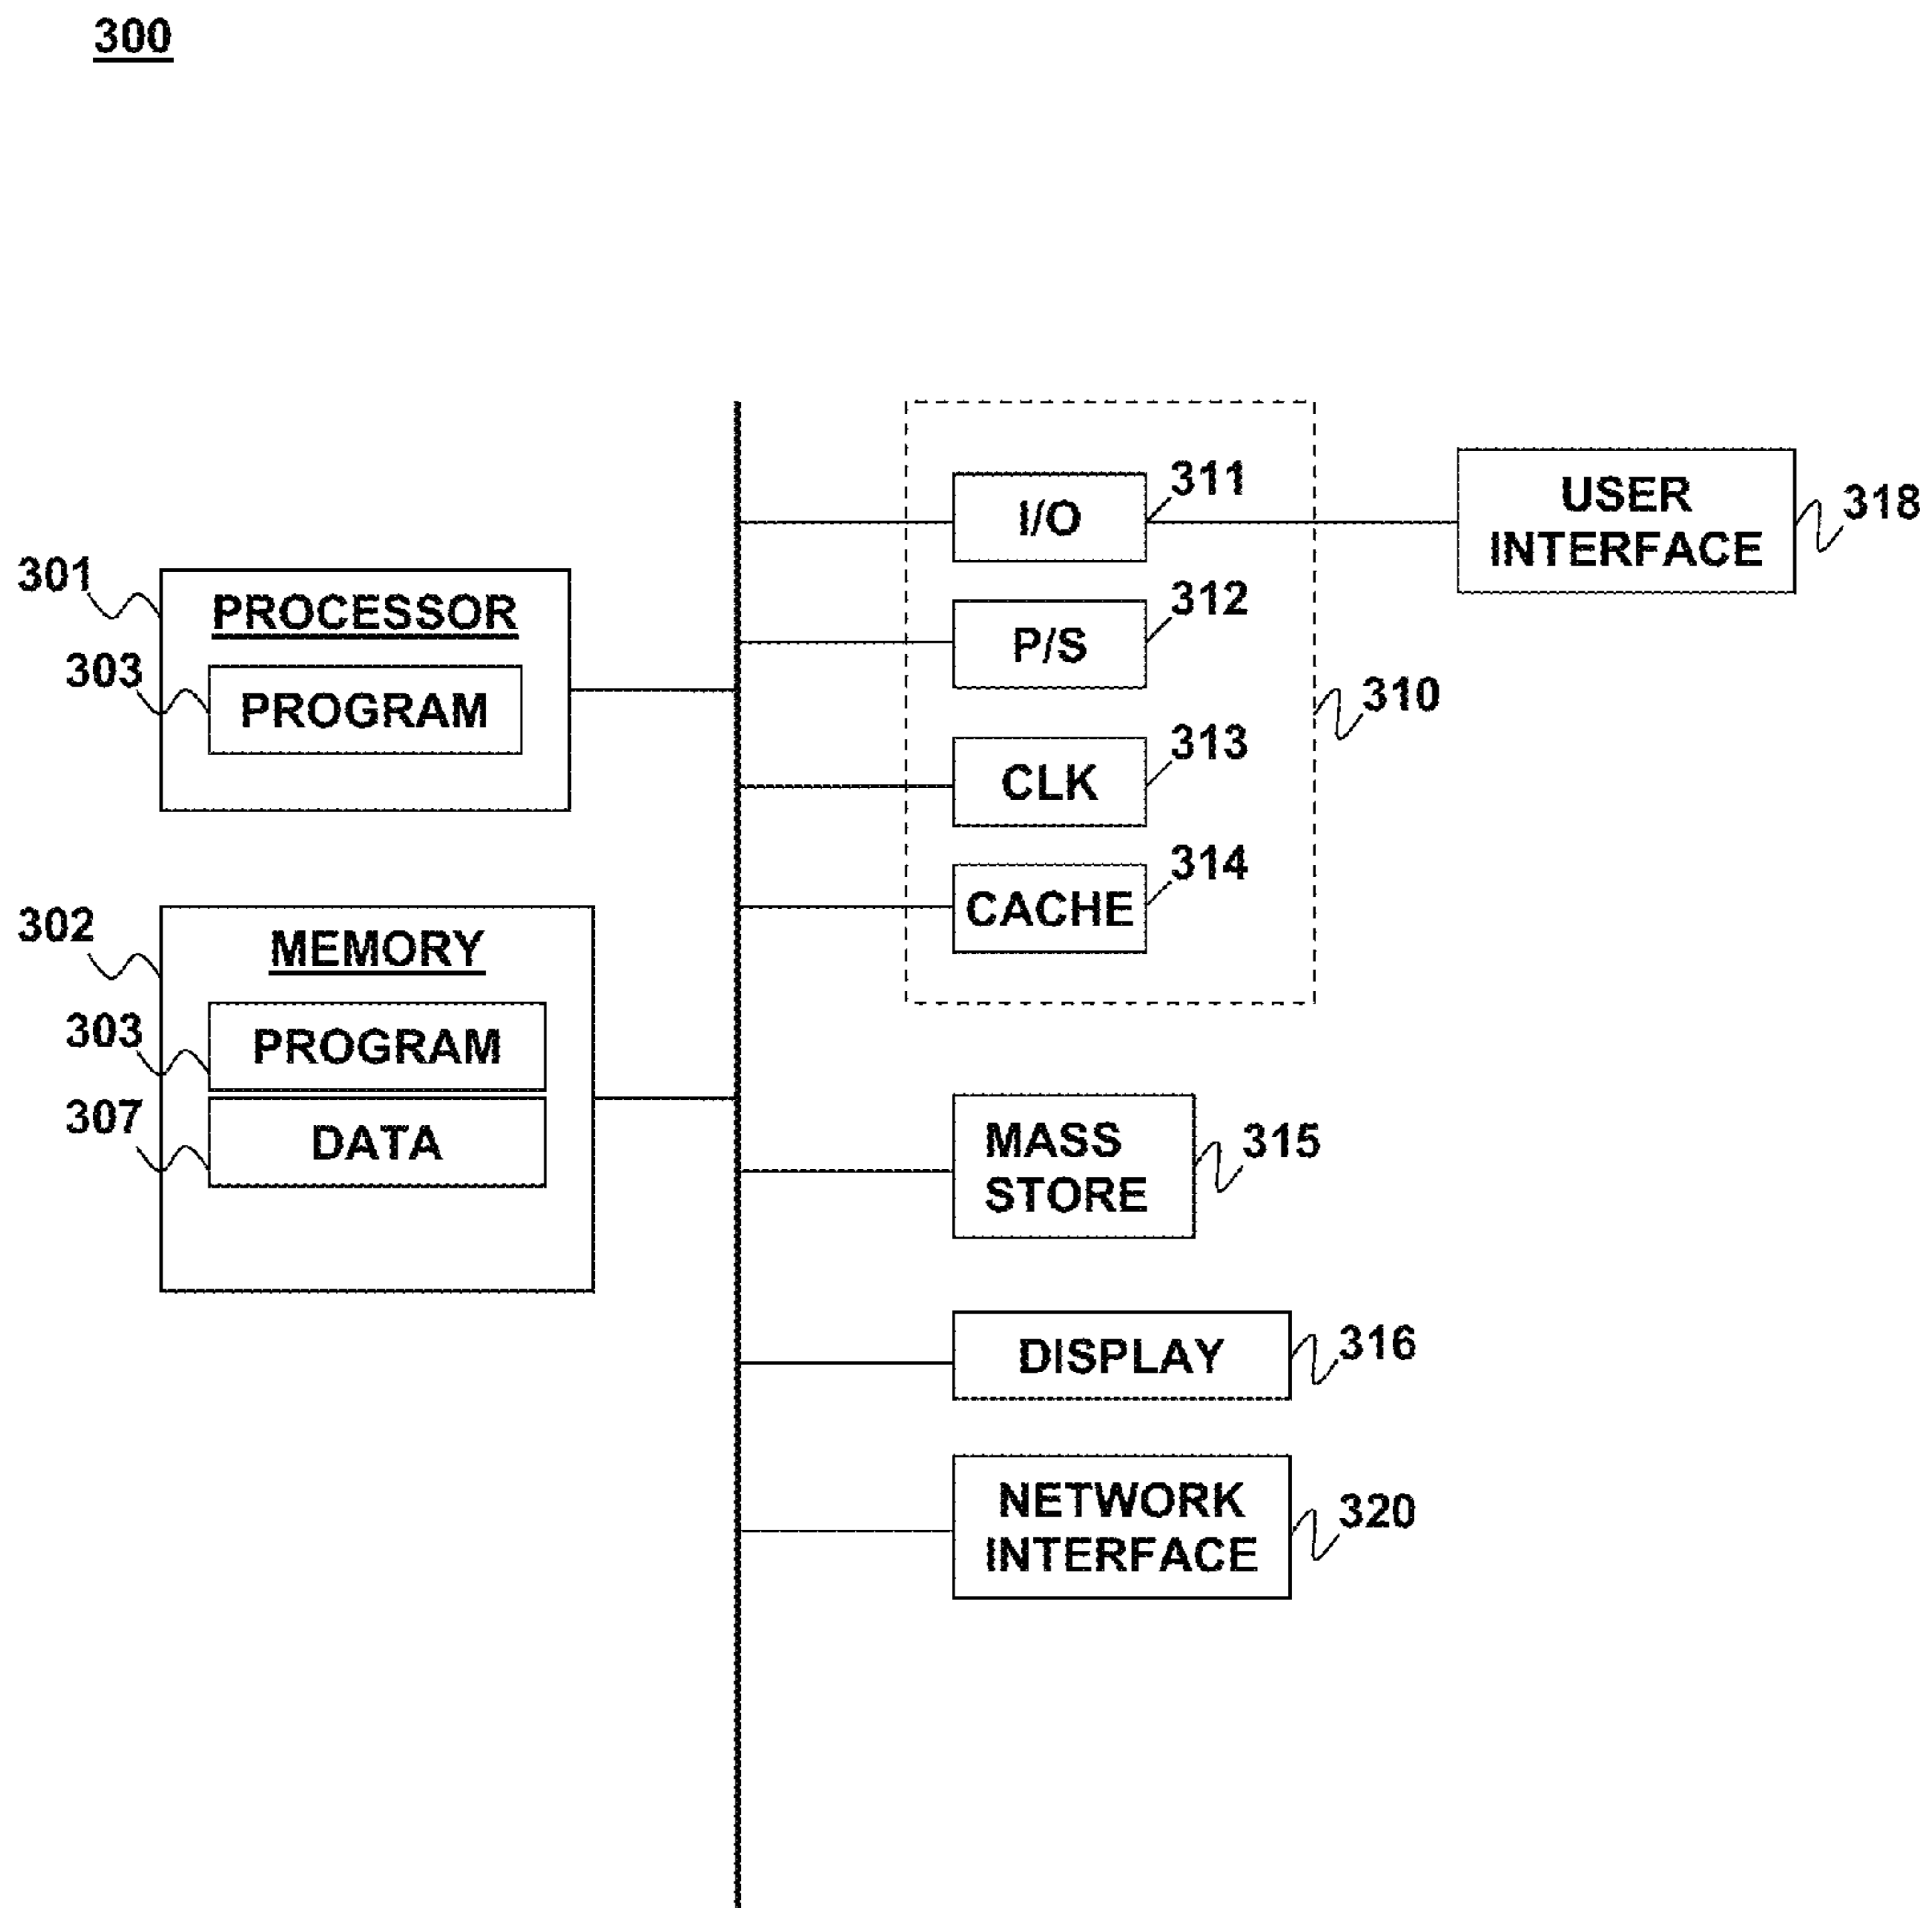 300
301
PROCESSOR
303
PROGRAM
302
MEMORY
303
PROGRAM
307
DATA
I/O
311
P/S
312
CLK
313
CACHE
314
310
USER
INTERFACE
318
MASS
STORE
315
DISPLAY
316
NETWORK
INTERFACE
320